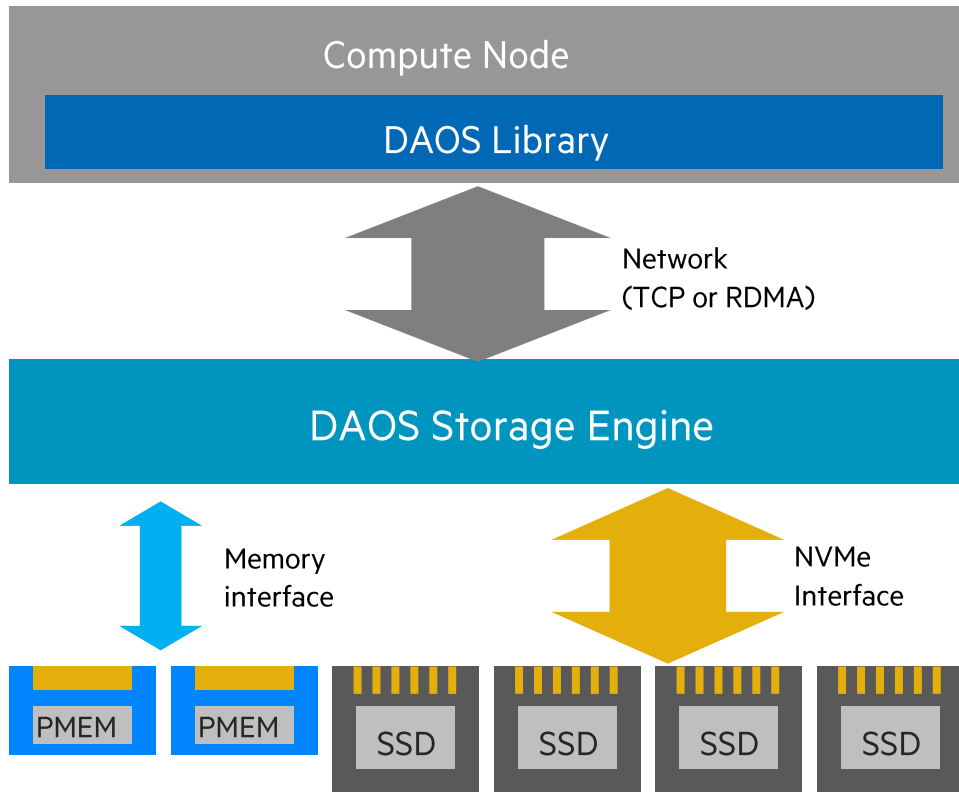 Compute Node
DAOS Library
Network
(TCP or RDMA)
DAOS Storage Engine
Memory
interface
NVMe
Interface
PMEM
PMEM
SSD
SSD
SSD
SSD